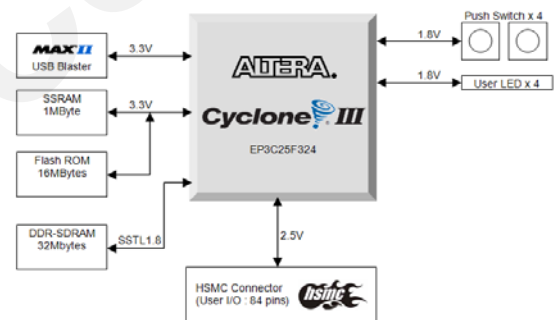 MAX II
USB Blaster
3.3V
SSRAM
1MByte
3.3V
Flash ROM
16MBytes
DDR-SDRAM
32Mbytes
SSTL1.8
ALTERA.
Cyclone III
EP3C25F324
1.8V
Push Switch x 4
1.8V
User LED x 4
2.5V
HSMC Connector
(User I/O : 84 pins)
hsmc